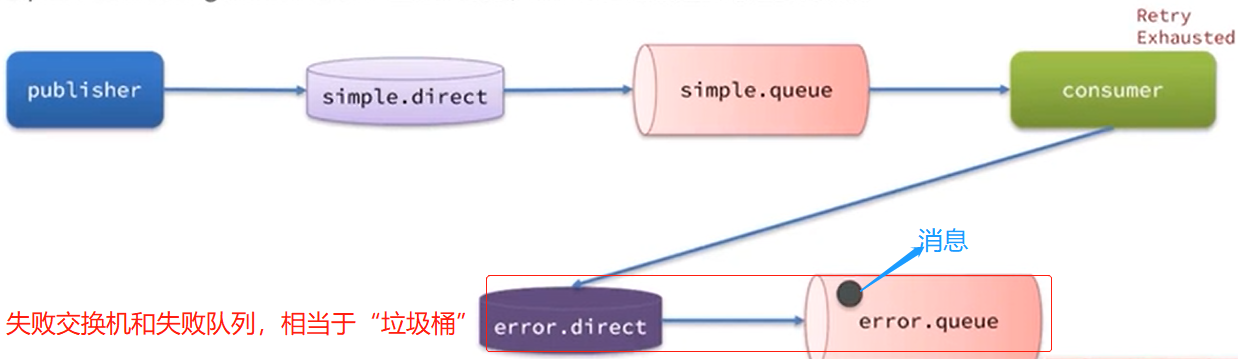 Retry
Exhausted
publisher
simple.direct
simple.queue
consumer
消息
失败交换机和失败队列，相当于“垃圾桶”
error.direct
error.queue